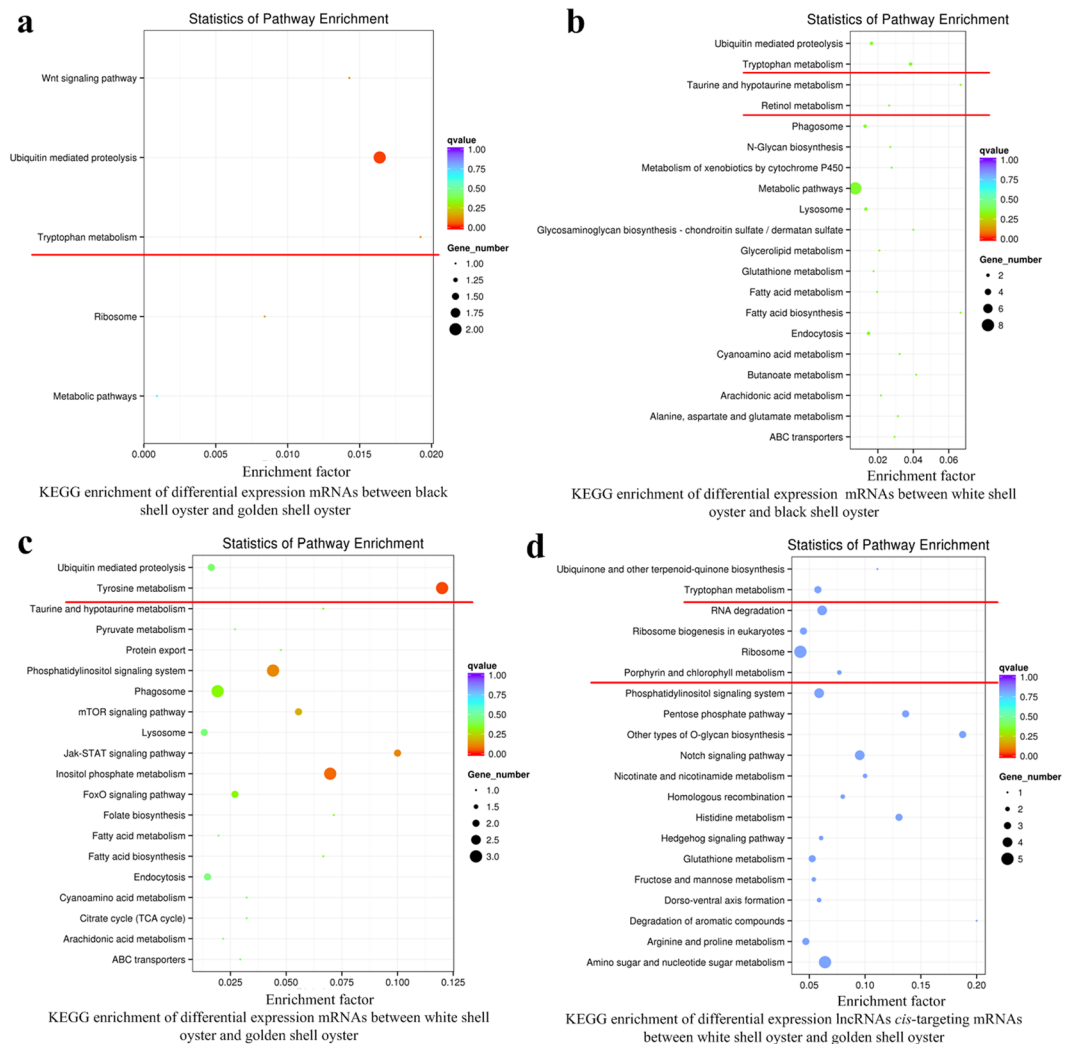 a
Statistics of Pathway Enrichment
Wnt signaling pathway
Ubiquitin mediated proteolysis
Tryptophan metabolism
Ribosome
Metabolic pathways
0.000 0.005 0.010 0.015 0.020
Enrichment factor
qvalue
1.00
0.75
0.50
0.25
0.00
Gene_number
1.00
1.25
1.50
1.75
2.00
KEGG enrichment of differential expression mRNAs between black
shell oyster and golden shell oyster
b
Statistics of Pathway Enrichment
Ubiquitin mediated proteolysis
Tryptophan metabolism
Taurine and hypotaurine metabolism
Retinol metabolism
Phagosome
N-Glycan biosynthesis
Metabolism of xenobiotics by cytochrome P450
Metabolic pathways
Lysosome
Glycosaminoglycan biosynthesis - chondroitin sulfate / dermatan sulfate
Glycerolipid metabolism
Glutathione metabolism
Fatty acid metabolism
Fatty acid biosynthesis
Endocytosis
Cyanoamino acid metabolism
Butanoate metabolism
Arachidonic acid metabolism
Alanine, aspartate and glutamate metabolism
ABC transporters
0.02 0.04 0.06
Enrichment factor
qvalue
1.00
0.75
0.50
0.25
0.00
Gene_number
2
4
6
8
KEGG enrichment of differential expression mRNAs between white shell
oyster and black shell oyster
c
Statistics of Pathway Enrichment
Ubiquitin mediated proteolysis
Tyrosine metabolism
Taurine and hypotaurine metabolism
Pyruvate metabolism
Protein export
Phosphatidylinositol signaling system
Phagosome
mTOR signaling pathway
Lysosome
Jak-STAT signaling pathway
Inositol phosphate metabolism
FoxO signaling pathway
Folate biosynthesis
Fatty acid metabolism
Fatty acid biosynthesis
Endocytosis
Cyanoamino acid metabolism
Citrate cycle (TCA cycle)
Arachidonic acid metabolism
ABC transporters
0.025 0.050 0.075 0.100 0.125
Enrichment factor
qvalue
1.00
0.75
0.50
0.25
0.00
Gene_number
1.0
1.5
2.0
2.5
3.0
KEGG enrichment of differential expression mRNAs between white shell
oyster and golden shell oyster
d
Statistics of Pathway Enrichment
Ubiquinone and other terpenoid-quinone biosynthesis
Tryptophan metabolism
RNA degradation
Ribosome biogenesis in eukaryotes
Ribosome
Porphyrin and chlorophyll metabolism
Phosphatidylinositol signaling system
Pentose phosphate pathway
Other types of O-glycan biosynthesis
Notch signaling pathway
Nicotinate and nicotinamide metabolism
Homologous recombination
Histidine metabolism
Hedgehog signaling pathway
Glutathione metabolism
Fructose and mannose metabolism
Dorso-ventral axis formation
Degradation of aromatic compounds
Arginine and proline metabolism
Amino sugar and nucleotide sugar metabolism
0.05 0.10 0.15 0.20
Enrichment factor
qvalue
1.00
0.75
0.50
0.25
0.00
Gene_number
1
2
3
4
5
KEGG enrichment of differential expression lncRNAs cis-targeting mRNAs
between white shell oyster and golden shell oyster